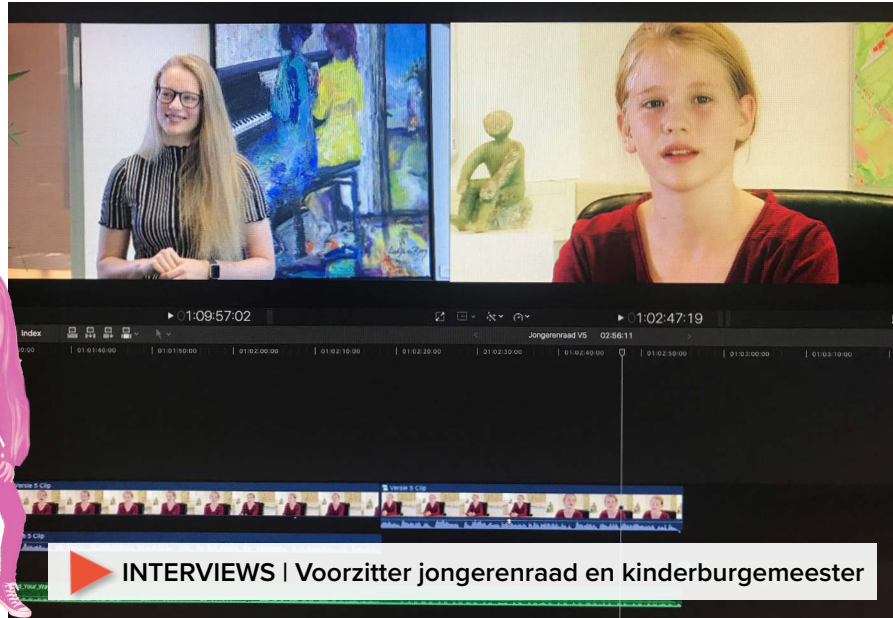 1:09:57:02
01:02:47:19
Index
Jongerenraad V5 02:56:11
01:01:40:00 01:01:50:00 01:02:00:00 01:02:10:00 01:02:20:00 01:02:30:00 01:02:40:00 01:02:50:00 01:03:00:00 01:03:10:00
Versie 5 Clip
Versie 5 Clip
5 Clip
INTERVIEWS | Voorzitter jongerenraad en kinderburgemeester